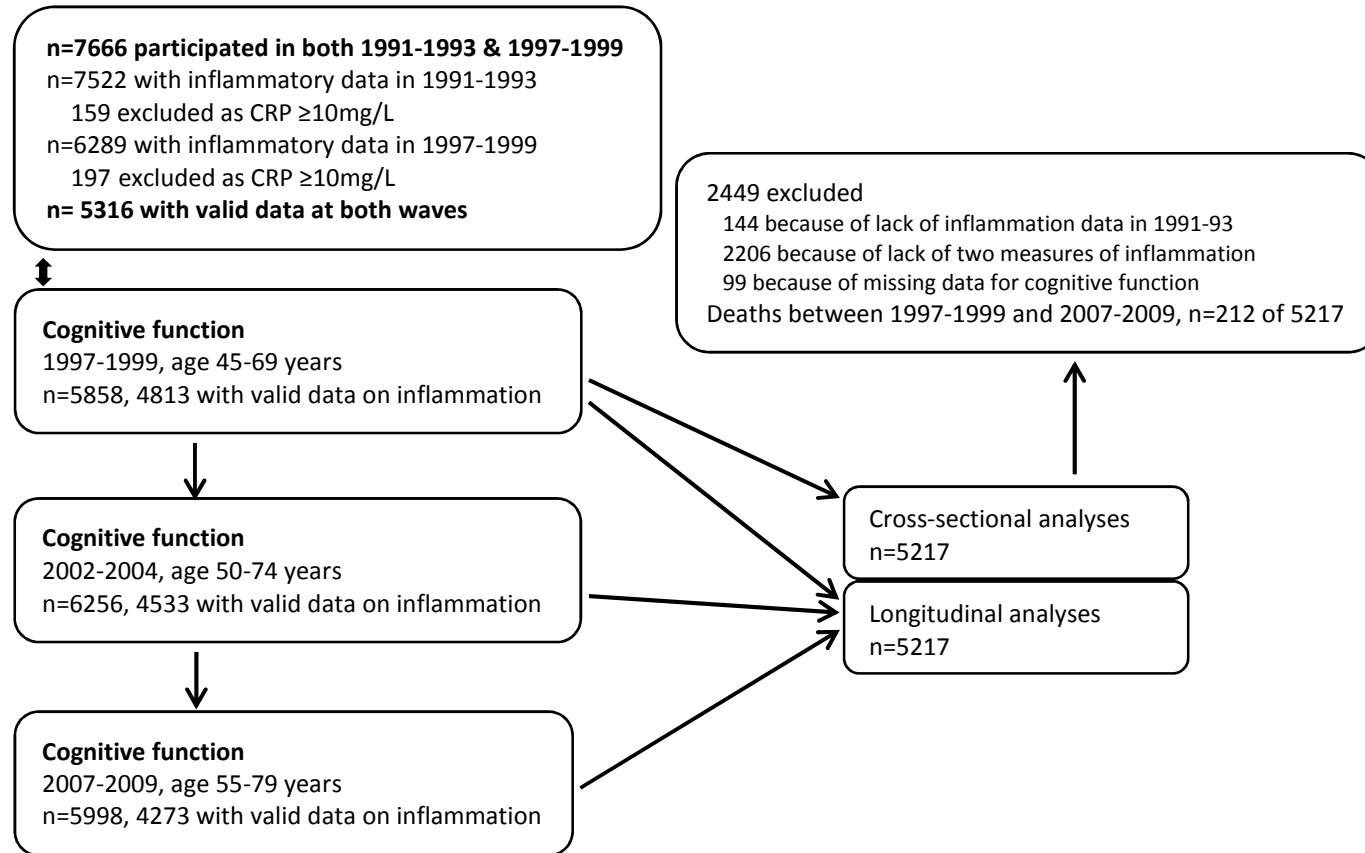 n=7666 participated in both 1991-1993 & 1997-1999
n=7522 with inflammatory data in 1991-1993
159 excluded as CRP ≥10mg/L
n=6289 with inflammatory data in 1997-1999
197 excluded as CRP ≥10mg/L
n= 5316 with valid data at both waves
2449 excluded
144 because of lack of inflammation data in 1991-93
2206 because of lack of two measures of inflammation
99 because of missing data for cognitive function
Deaths between 1997-1999 and 2007-2009, n=212 of 5217
Cognitive function
1997-1999, age 45-69 years
n=5858, 4813 with valid data on inflammation
Cognitive function
2002-2004, age 50-74 years
n=6256, 4533 with valid data on inflammation
Cross-sectional analyses
n=5217
Longitudinal analyses
n=5217
Cognitive function
2007-2009, age 55-79 years
n=5998, 4273 with valid data on inflammation